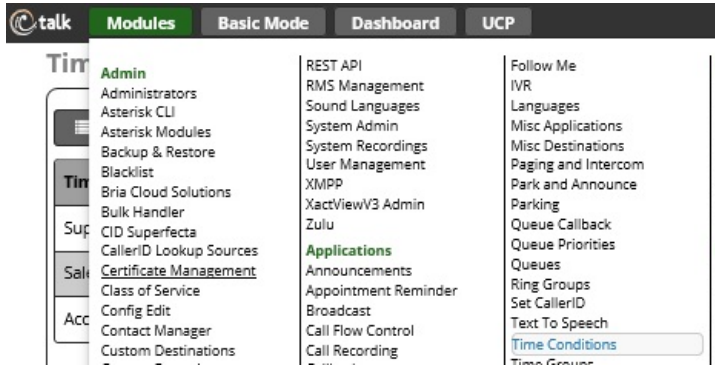 talk Modules Basic Mode Dashboard UCP
Tim
Tim
Sup
Sale
Acc
Admin
Administrators
Asterisk CLI
Asterisk Modules
Backup & Restore
Blacklist
Bria Cloud Solutions
Bulk Handler
CID Superfecta
CallerID Lookup Sources
Certificate Management
Class of Service
Config Edit
Contact Manager
Custom Destinations
REST API
RMS Management
Sound Languages
System Admin
System Recordings
User Management
XMPP
XactViewV3 Admin
Zulu
Applications
Announcements
Appointment Reminder
Broadcast
Call Flow Control
Call Recording
Follow Me
IVR
Languages
Misc Applications
Misc Destinations
Paging and Intercom
Park and Announce
Parking
Queue Callback
Queue Priorities
Queues
Ring Groups
Set CallerID
Text To Speech
Time Conditions
Time Groups